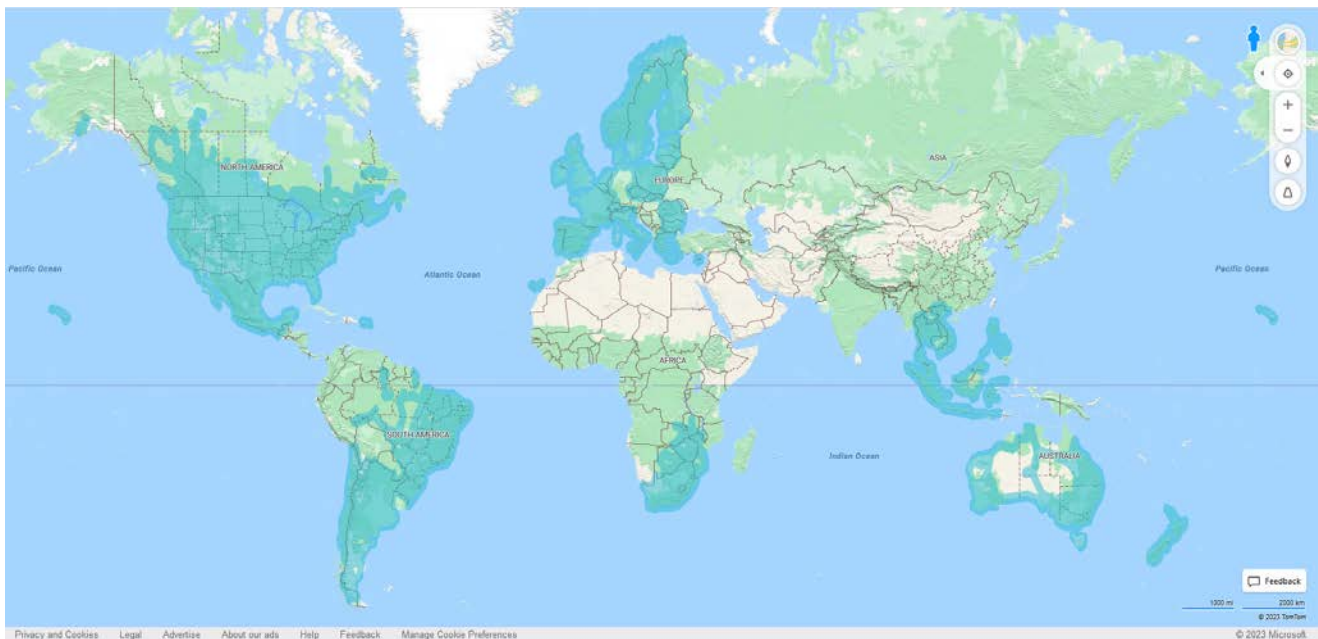 NORTH AMERICA
EUROPE
ASIA
Pacific Ocean
Atlantic Ocean
Pacific Ocean
AFRICA
SOUTH AMERICA
Indian Ocean
AUSTRALIA
Feedback
1000 mi 2000 km
© 2023 TomTom
Privacy and Cookies Legal Advertise About our ads Help Feedback Manage Cookie Preferences © 2023 Microsoft